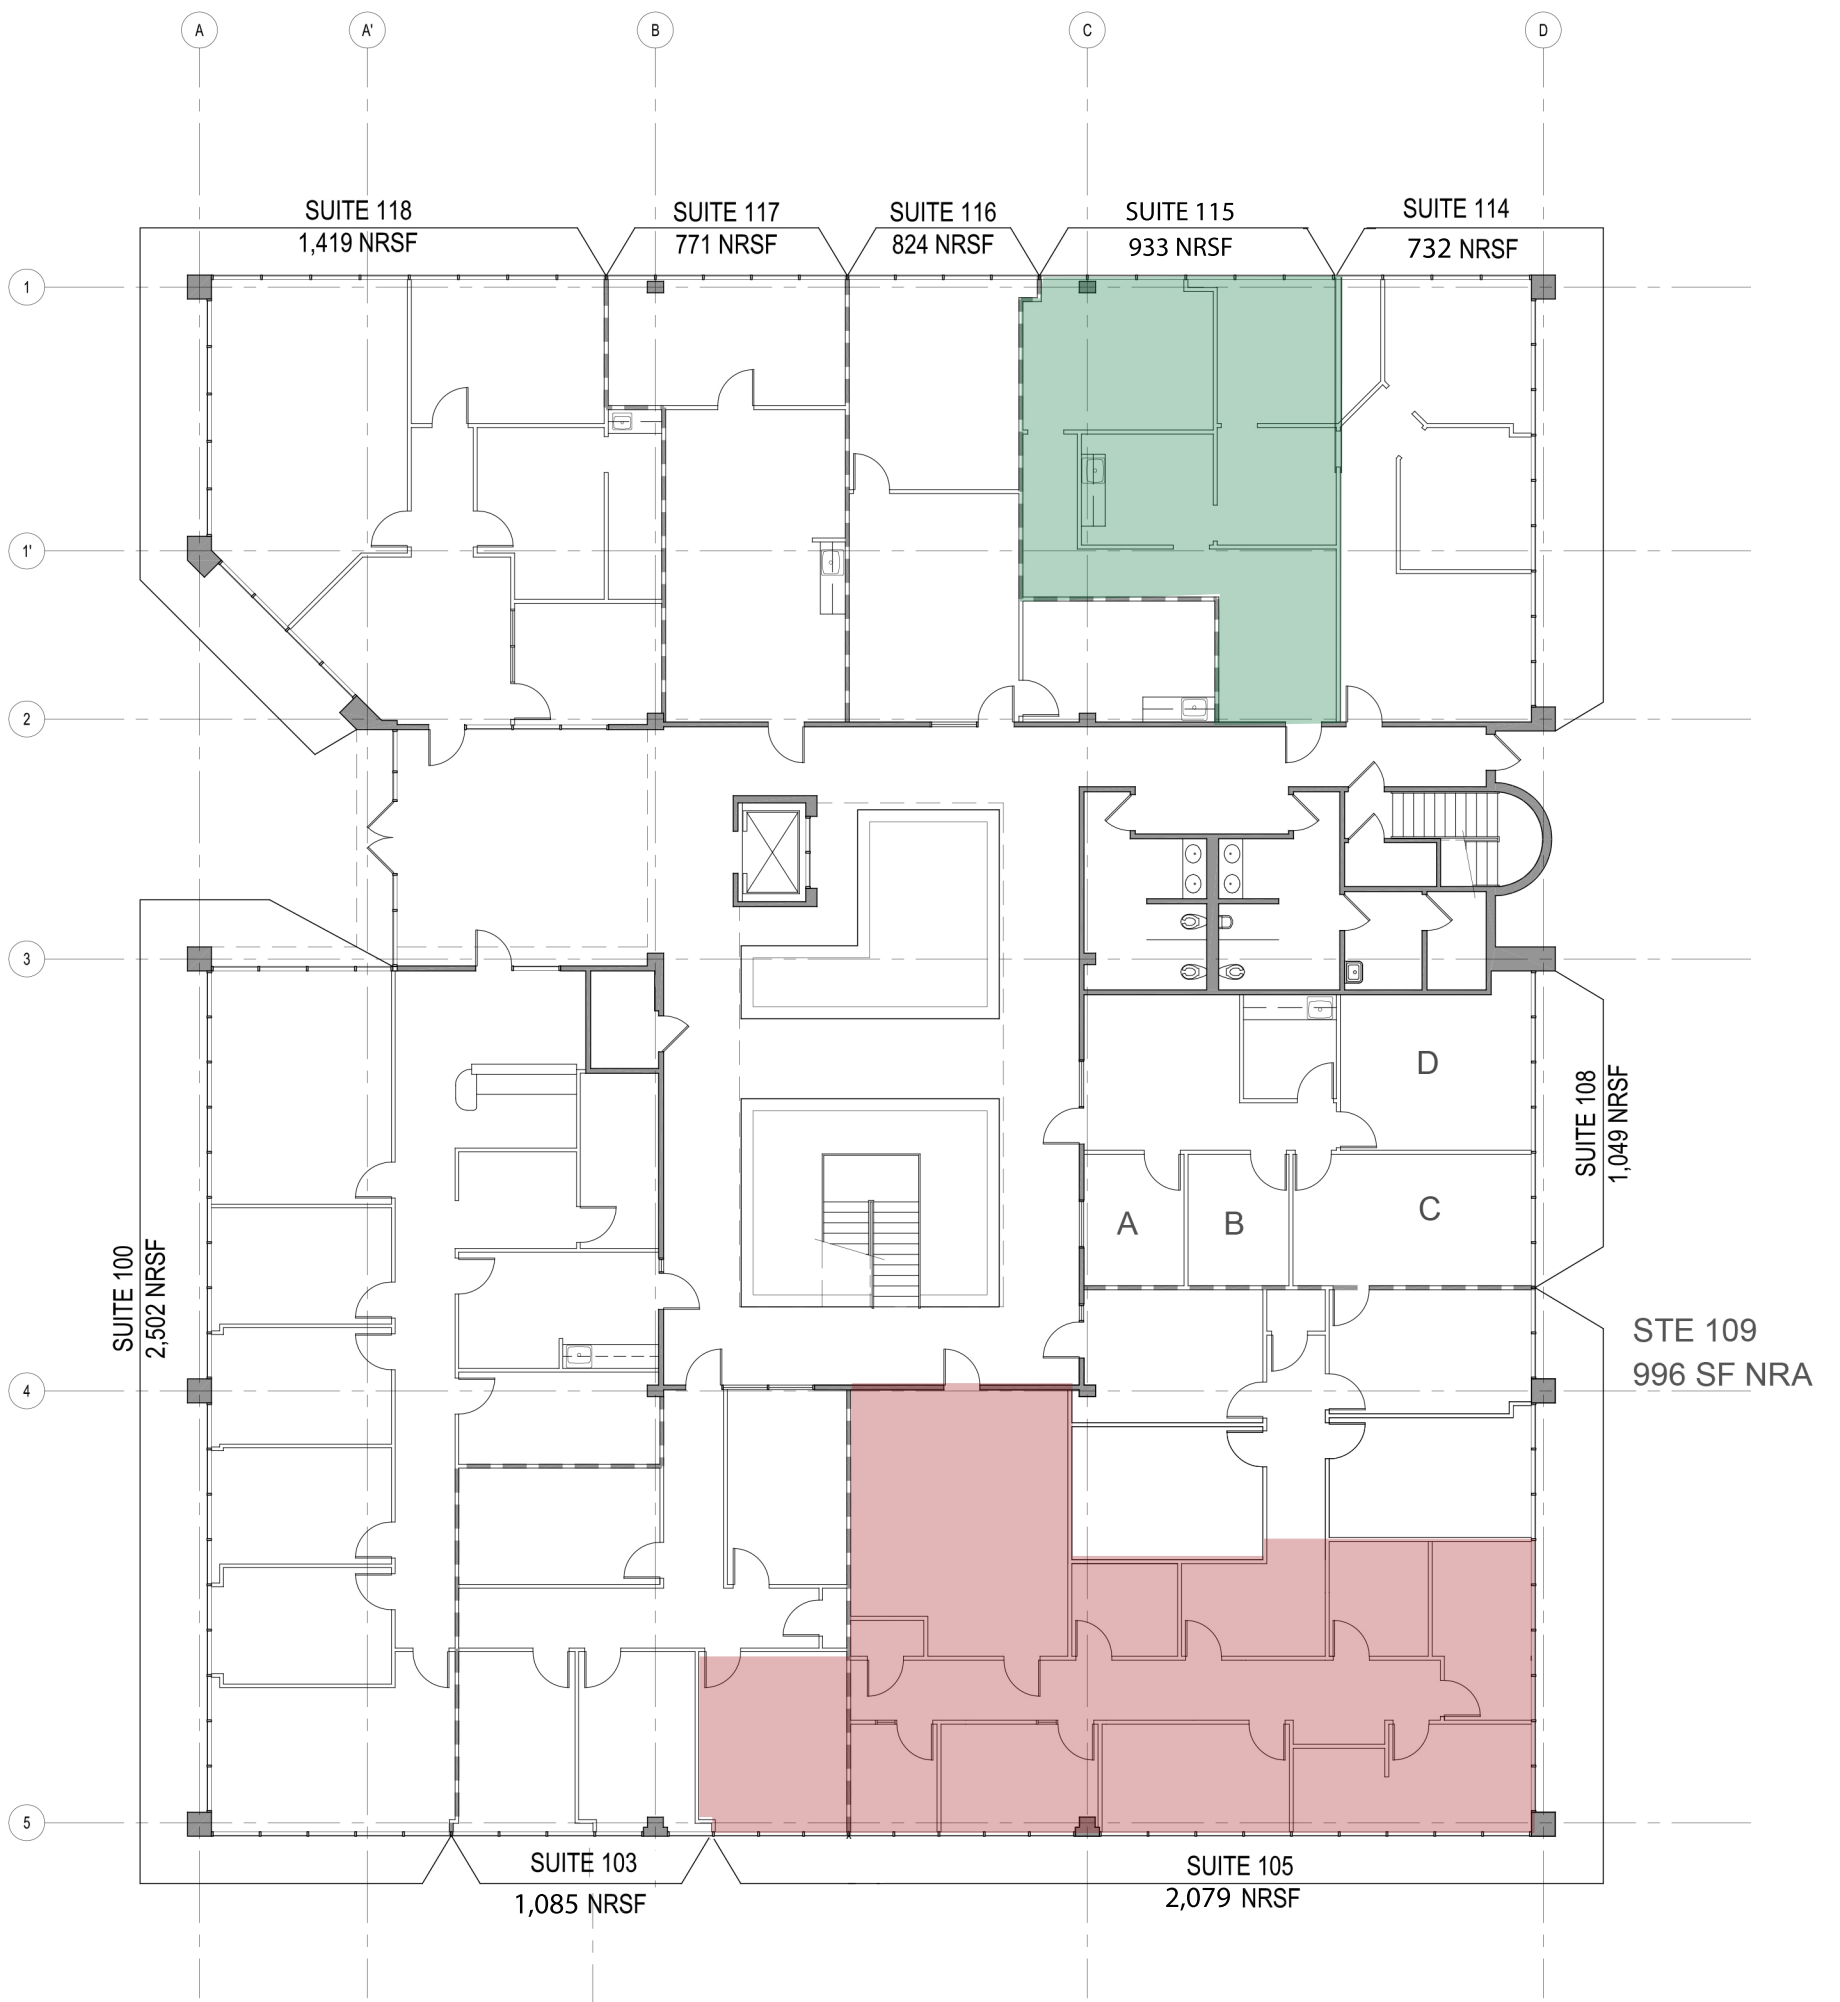 A
A'
B
C
D
SUITE 118
1,419 NRSF
SUITE 117
771 NRSF
SUITE 116
824 NRSF
SUITE 115
933 NRSF
SUITE 114
732 NRSF
1
1'
2
3
D
SUITE 108
1,049 NRSF
A
B
C
SUITE 100
2,502 NRSF
STE 109
996 SF NRA
4
5
SUITE 103
1,085 NRSF
SUITE 105
2,079 NRSF